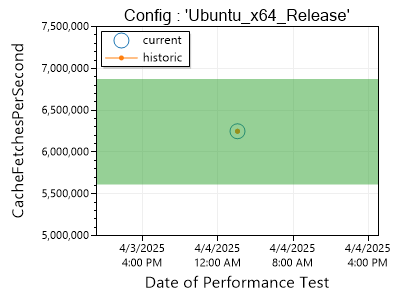 Config : 'Ubuntu_x64_Release'
CacheFetchesPerSecond
7,500,000
7,000,000
6,500,000
6,000,000
5,500,000
5,000,000
current
historic
4/3/2025 4/4/2025 4/4/2025 4/4/2025
4:00 PM 12:00 AM 8:00 AM 4:00 PM
Date of Performance Test